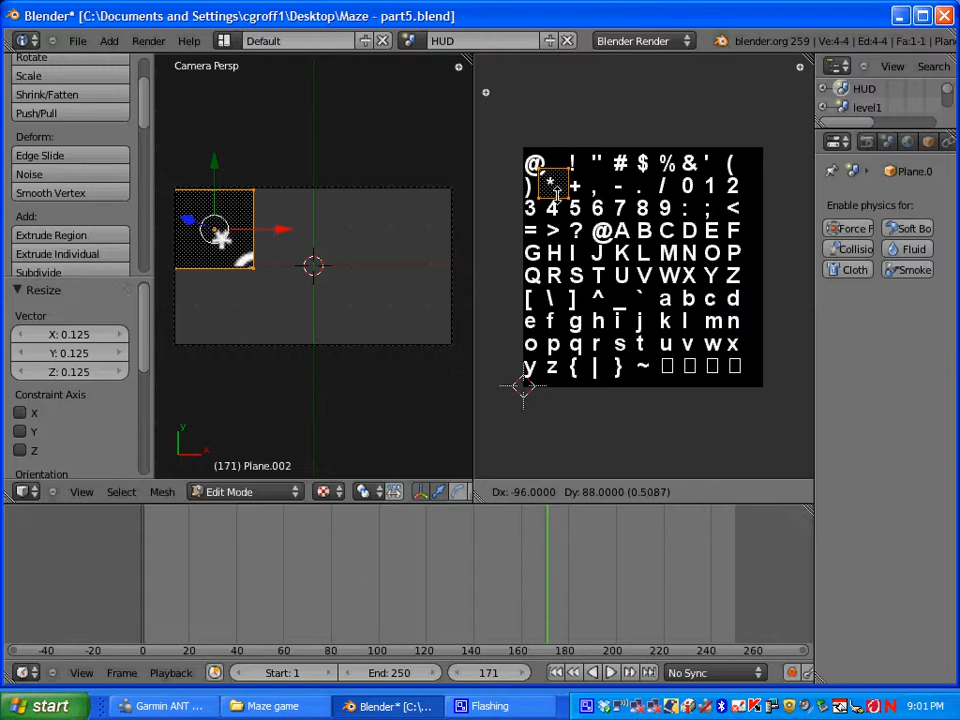 Blender* [C:\Documents and Settings\cgroff1\Desktop\Maze - part5.blend]
File Add Render Help Default HUD Blender Render blender.org 259 | Ve:4-4 | Ed:4-4 | Fa:1-1 | Plan
Rotate
Scale
Shrink/Fatten
Push/Pull
Deform:
Edge Slide
Noise
Smooth Vertex
Add:
Extrude Region
Extrude Individual
Subdivide
Resize
Vector
X: 0.125
Y: 0.125
Z: 0.125
Constraint Axis
X
Y
Z
Orientation
Camera Persp
y
x
(171) Plane.002
View Select Mesh Edit Mode
@ ! " # $ % & ' (
) * + , - . / 0 1 2
3 4 5 6 7 8 9 : ; <
= > ? @ A B C D E F
G H I J K L M N O P
Q R S T U V W X Y Z
[ \ ] ^ _ ` a b c d
e f g h i j k l m n
o p q r s t u v w x
y z { | } ~
Dx: -96.0000 Dy: 88.0000 (0.5087)
View Search
HUD
level1
Plane.0
Enable physics for:
Force F Soft Bo
Collisio Fluid
Cloth Smoke
-40 -20 0 20 40 60 80 100 120 140 160 180 200 220 240 260
View Frame Playback Start: 1 End: 250 171 No Sync
start Garmin ANT ... Maze game Blender* [C:\... Flashing 9:01 PM